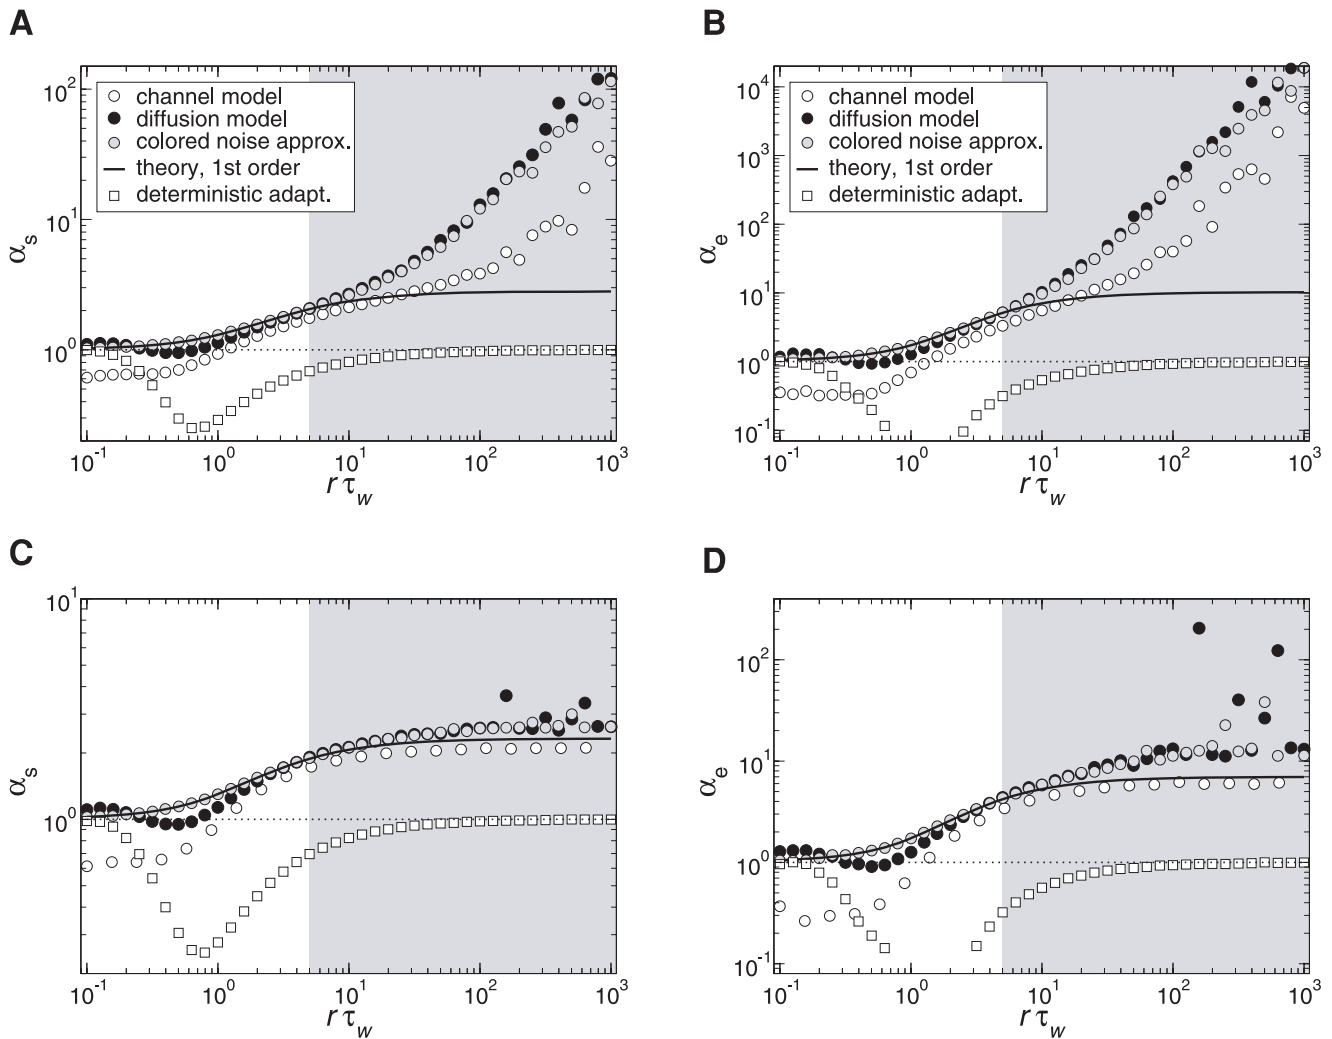 A
α_s
10^2
10^1
10^0
channel model
diffusion model
colored noise approx.
theory, 1st order
deterministic adapt.
10^-1 10^0 10^1 10^2 10^3
r τ_w
B
α_e
10^4
10^3
10^2
10^1
10^0
10^-1
channel model
diffusion model
colored noise approx.
theory, 1st order
deterministic adapt.
10^-1 10^0 10^1 10^2 10^3
r τ_w
C
α_s
10^1
10^0
10^-1 10^0 10^1 10^2 10^3
r τ_w
D
α_e
10^2
10^1
10^0
10^-1
10^-1 10^0 10^1 10^2 10^3
r τ_w